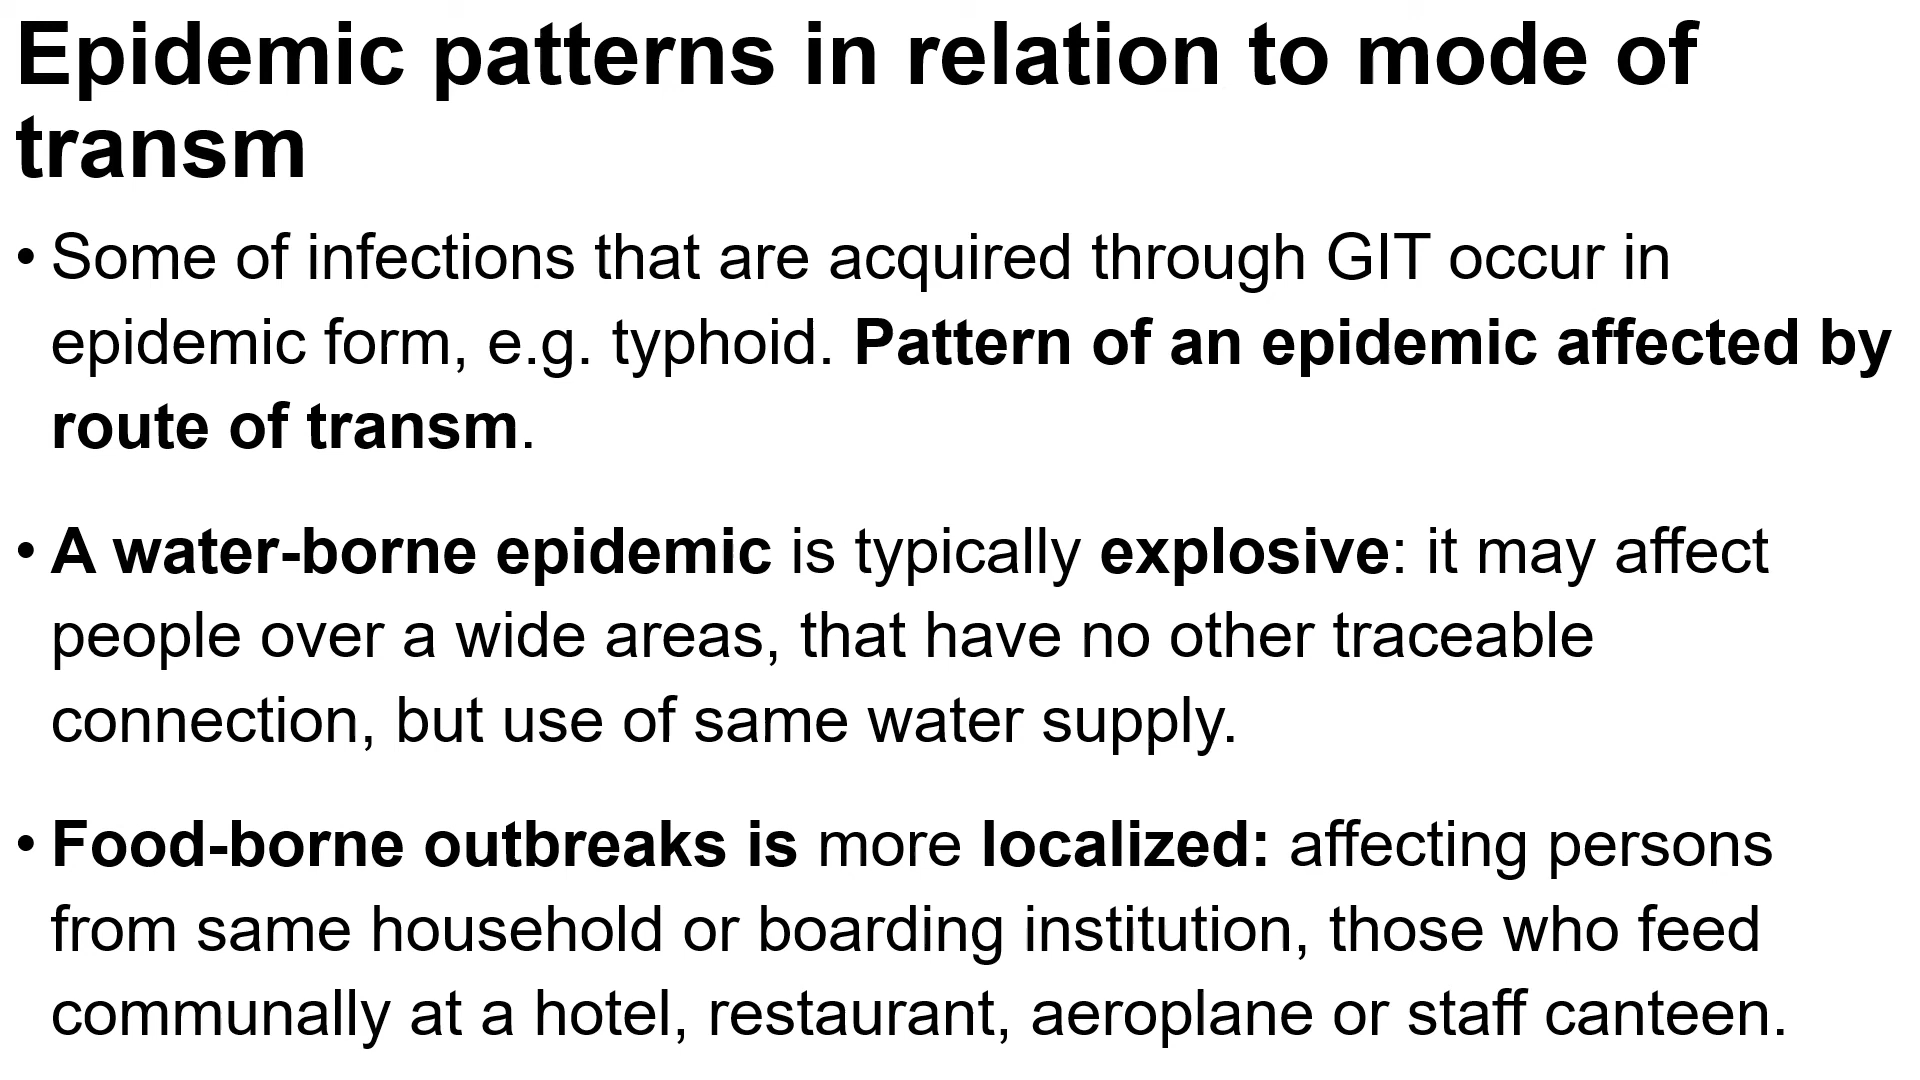 Epidemic patterns in relation to mode of
transm
• Some of infections that are acquired through GIT occur in
epidemic form, e.g. typhoid. Pattern of an epidemic affected by
route of transm.
• A water-borne epidemic is typically explosive: it may affect
people over a wide areas, that have no other traceable
connection, but use of same water supply.
• Food-borne outbreaks is more localized: affecting persons
from same household or boarding institution, those who feed
communally at a hotel, restaurant, aeroplane or staff canteen.